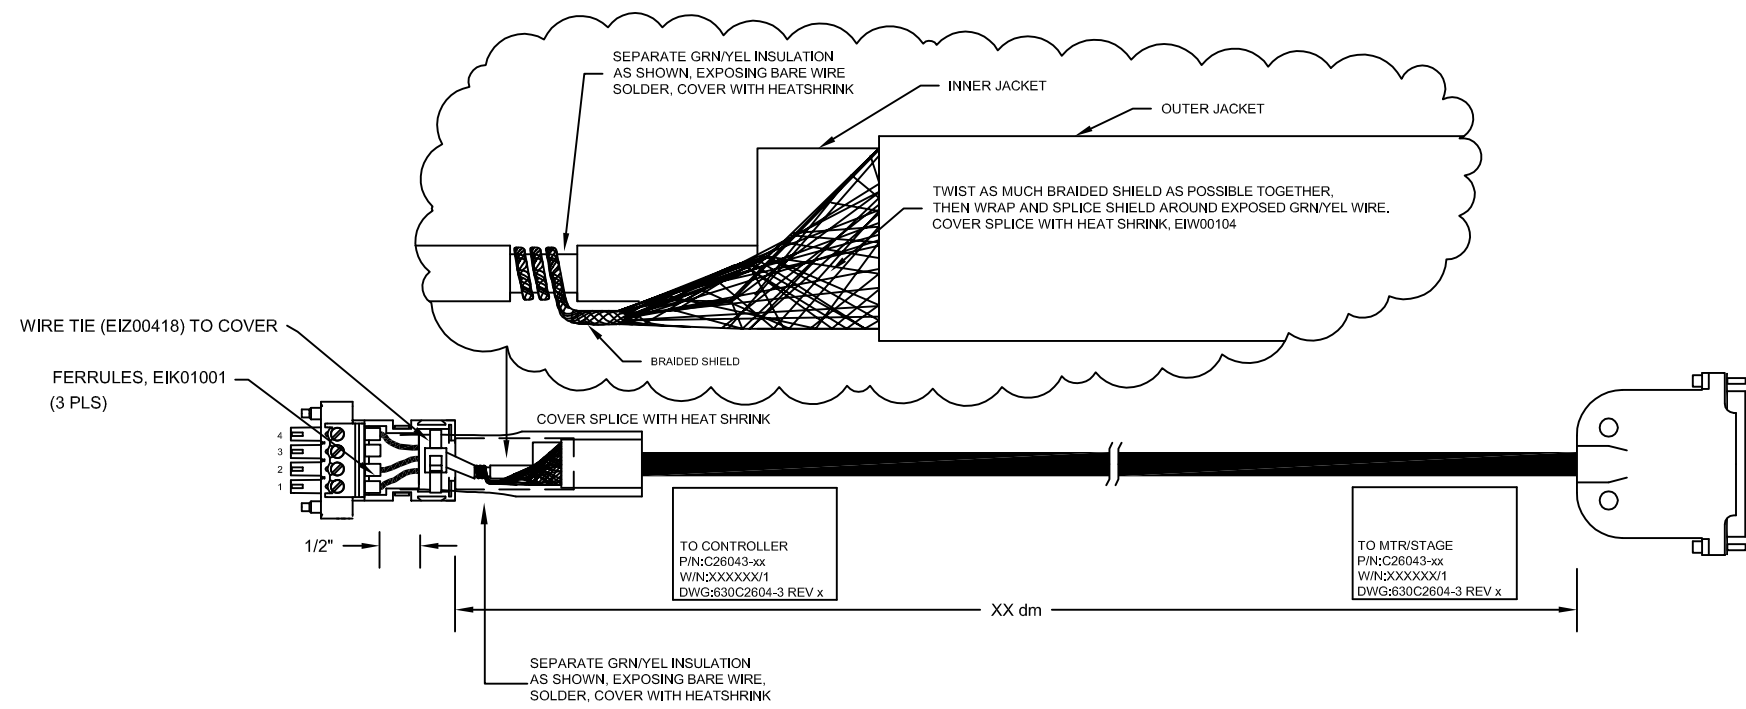 SEPARATE GRN/YEL INSULATION
AS SHOWN, EXPOSING BARE WIRE
SOLDER, COVER WITH HEATSHRINK
INNER JACKET
OUTER JACKET
TWIST AS MUCH BRAIDED SHIELD AS POSSIBLE TOGETHER,
THEN WRAP AND SPLICE SHIELD AROUND EXPOSED GRN/YEL WIRE.
COVER SPLICE WITH HEAT SHRINK, EIW00104
WIRE TIE (EIZ00418) TO COVER
BRAIDED SHIELD
FERRULES, EIK01001
(3 PLS)
COVER SPLICE WITH HEAT SHRINK
4
3
2
1
1/2"
TO CONTROLLER
P/N:C26043-xx
W/N:XXXXXX/1
DWG:630C2604-3 REV x
TO MTR/STAGE
P/N:C26043-xx
W/N:XXXXXX/1
DWG:630C2604-3 REV x
XX dm
SEPARATE GRN/YEL INSULATION
AS SHOWN, EXPOSING BARE WIRE,
SOLDER, COVER WITH HEATSHRINK